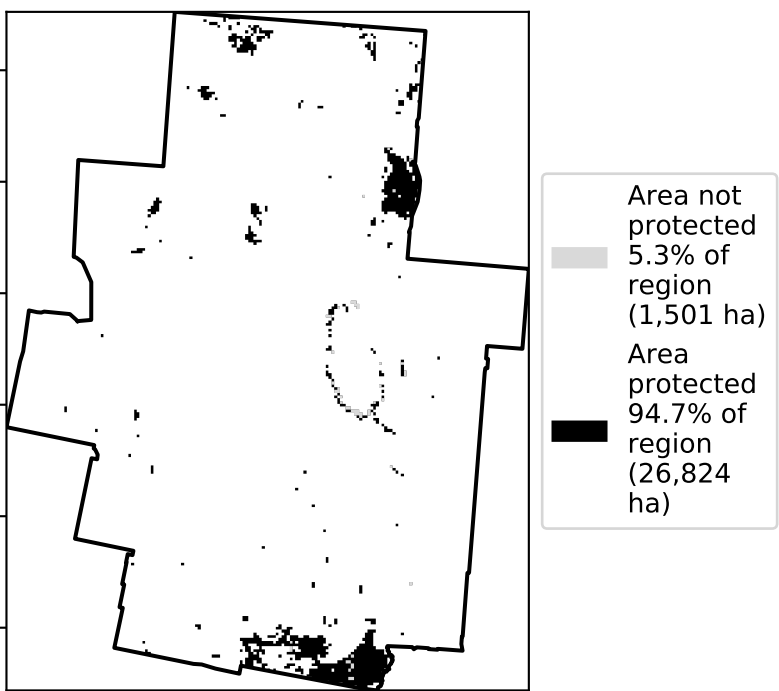 Area not
protected
5.3% of
region
(1,501 ha)
Area
protected
94.7% of
region
(26,824
ha)